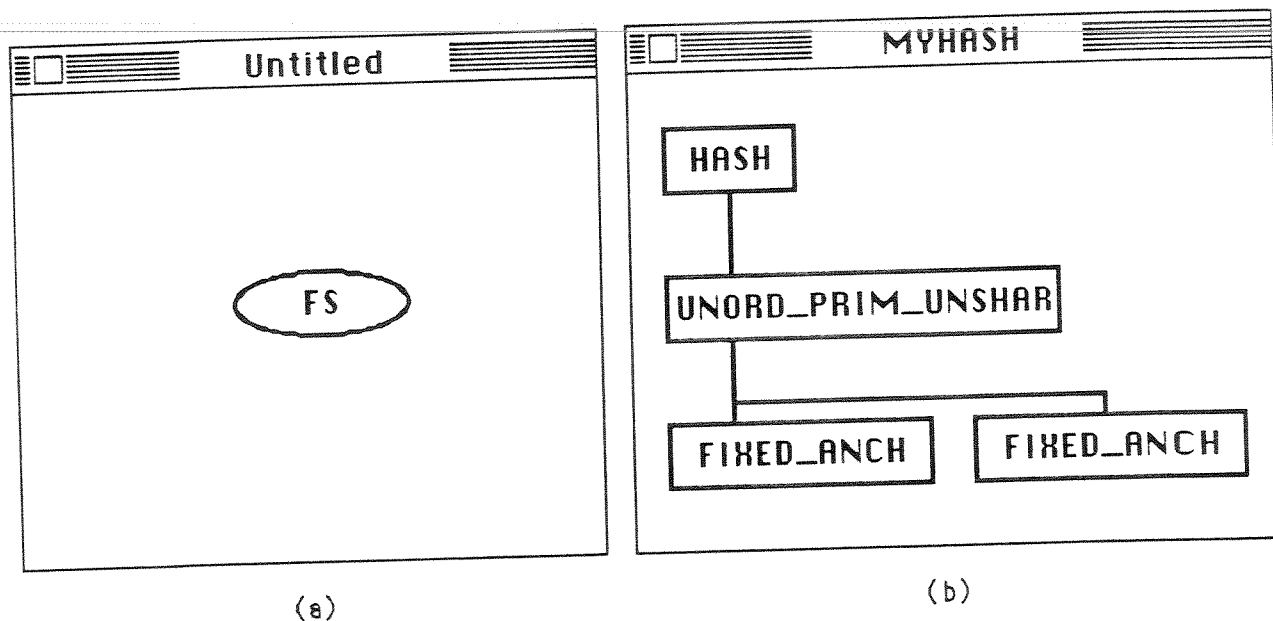 Untitled
FS
(a)
MYHASH
HASH
UNORD_PRIM_UNSHAR
FIXED_ANCH FIXED_ANCH
(b)